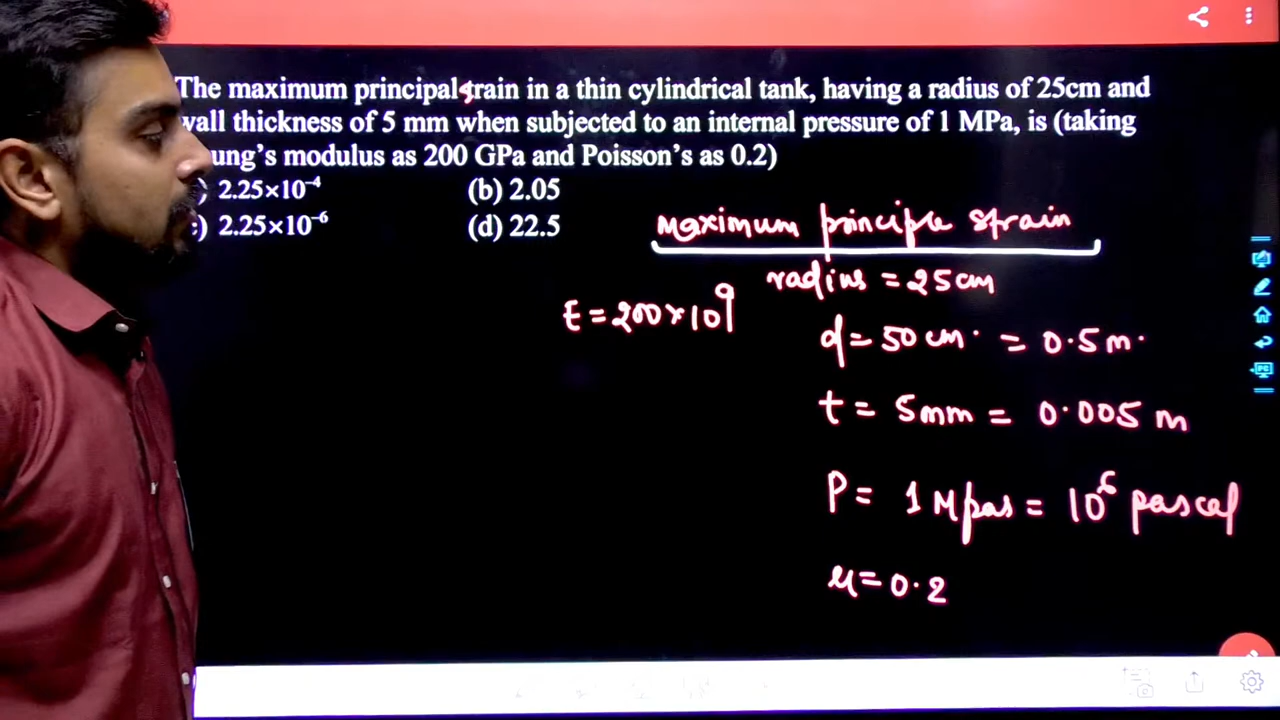 The maximum principal strain in a thin cylindrical tank, having a radius of 25cm and
wall thickness of 5 mm when subjected to an internal pressure of 1 MPa, is (taking
ung's modulus as 200 GPa and Poisson's as 0.2)
) 2.25×10⁻⁴ (b) 2.05
) 2.25×10⁻⁶ (d) 22.5
Maximum principle strain
radius = 25cm
E = 200×10⁹
d = 50 cm. = 0.5 m.
t = 5mm = 0.005 m
P = 1 Mpas = 10⁶ pascal
μ = 0.2
PC